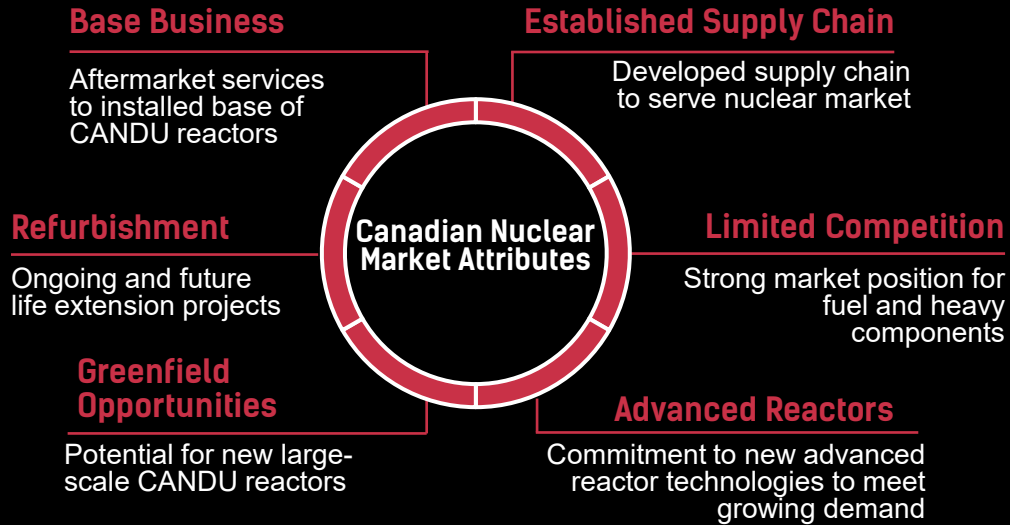 Base Business
Aftermarket services
to installed base of
CANDU reactors
Established Supply Chain
Developed supply chain
to serve nuclear market
Canadian Nuclear
Market Attributes
Refurbishment
Ongoing and future
life extension projects
Limited Competition
Strong market position for
fuel and heavy
components
Greenfield
Opportunities
Potential for new large-
scale CANDU reactors
Advanced Reactors
Commitment to new advanced
reactor technologies to meet
growing demand